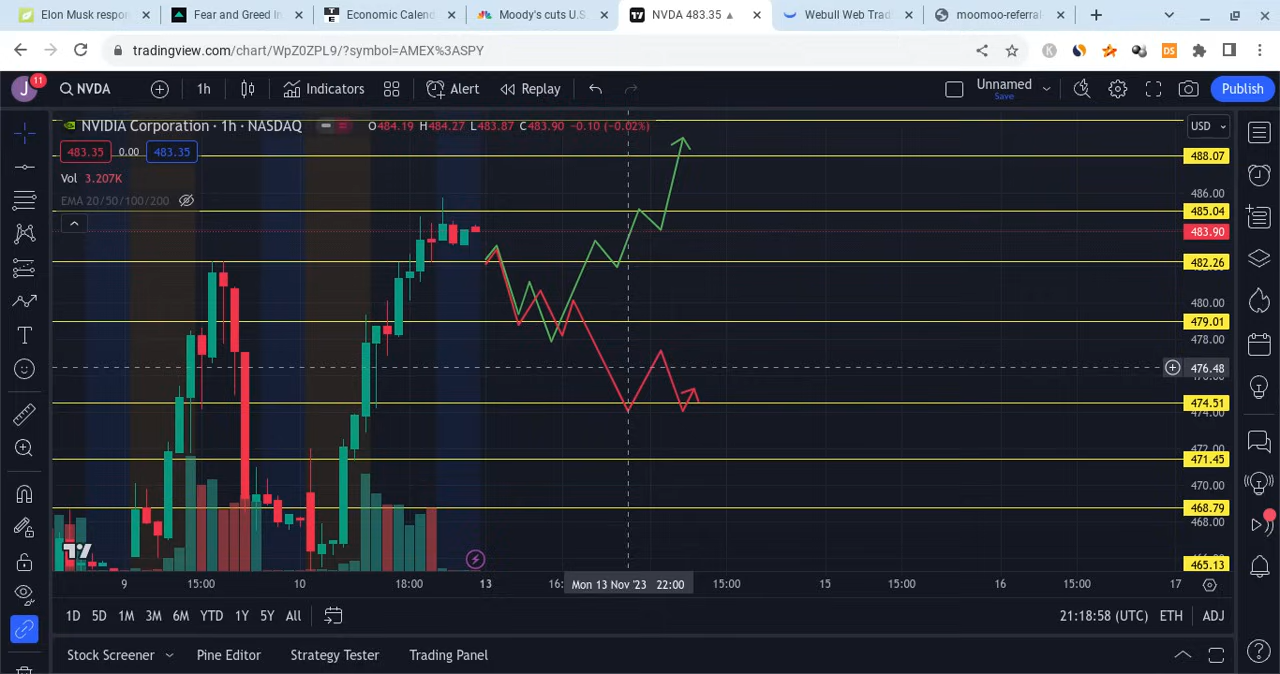 Elon Musk respon
Fear and Greed In
Economic Calend
Moody's cuts U.S.
NVDA 483.35 ▲
Webull Web Trad
moomoo-referral
tradingview.com/chart/WpZ0ZPL9/?symbol=AMEX%3ASPY
J 11 NVDA 1h Indicators Alert Replay Unnamed Publish
Save
NVIDIA Corporation · 1h · NASDAQ O484.19 H484.27 L483.87 C483.90 −0.10 (−0.02%)
USD
483.35 0.00 483.35
488.07
Vol 3.207K
EMA 20/50/100/200
486.00
485.04
483.90
482.26
480.00
479.01
478.00
476.48
474.51
474.00
472.00
471.45
470.00
468.79
468.00
465.13
9 15:00 10 18:00 13 16: Mon 13 Nov '23 22:00 15:00 15 15:00 16 15:00 17
1D 5D 1M 3M 6M YTD 1Y 5Y All
21:18:58 (UTC) ETH ADJ
Stock Screener Pine Editor Strategy Tester Trading Panel